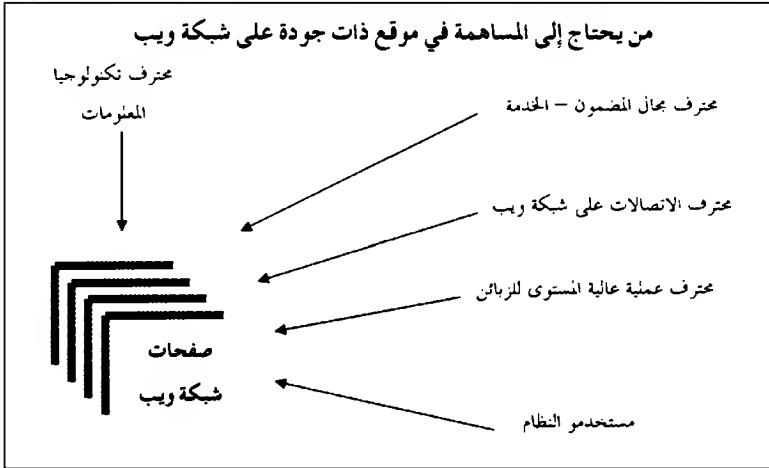 من يحتاج إلى المساهمة في موقع ذات جودة على شبكة ويب
محترف تكنولوجيا
المعلومات
محترف مجال المضمون – الخدمة
محترف الاتصالات على شبكة ويب
محترف عملية عالية المستوى للزبائن
صفحات
شبكة ويب
مستخدمو النظام